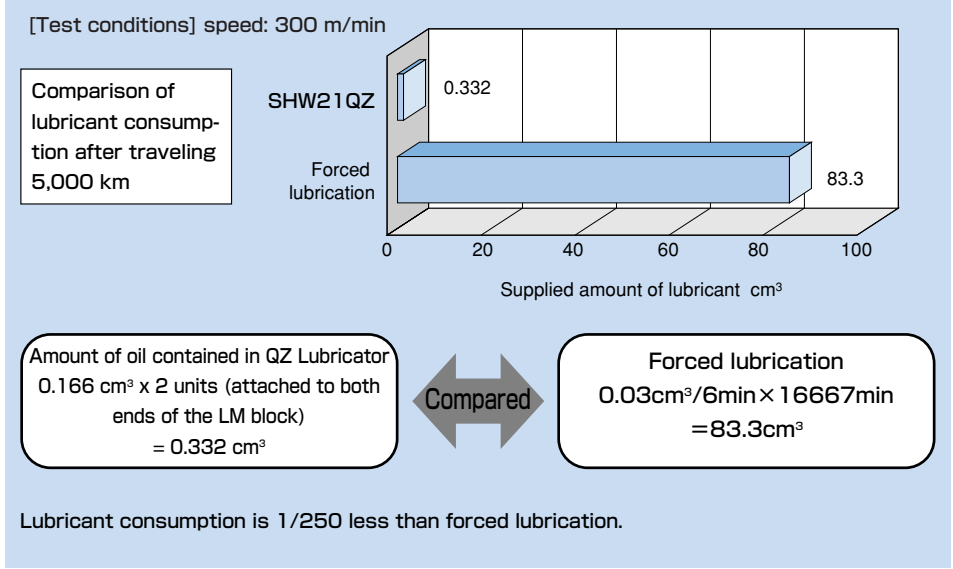 [Test conditions] speed: 300 m/min
Comparison of
lubricant consump-
tion after traveling
5,000 km
SHW21QZ
0.332
Forced
lubrication
83.3
0 20 40 60 80 100
Supplied amount of lubricant cm³
Amount of oil contained in QZ Lubricator
0.166 cm³ x 2 units (attached to both
ends of the LM block)
= 0.332 cm³
Compared
Forced lubrication
0.03cm³/6min×16667min
=83.3cm³
Lubricant consumption is 1/250 less than forced lubrication.